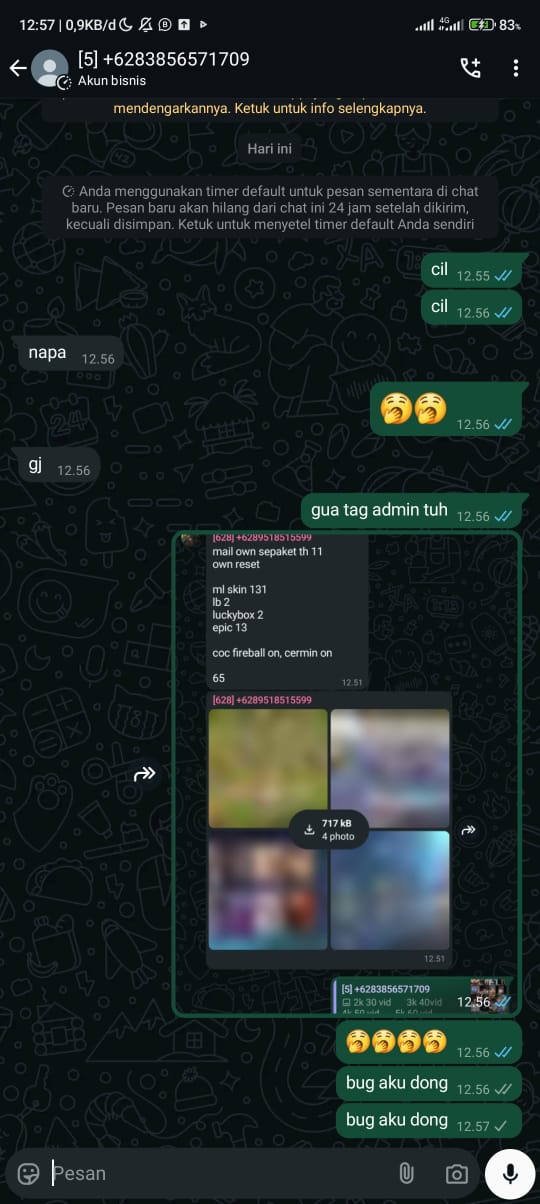 12:57 | 0,9KB/d
4G
83%
[5] +6283856571709
Akun bisnis
mendengarkannya. Ketuk untuk info selengkapnya.
Hari ini
Anda menggunakan timer default untuk pesan sementara di chat
baru. Pesan baru akan hilang dari chat ini 24 jam setelah dikirim,
kecuali disimpan. Ketuk untuk menyetel timer default Anda sendiri
cil 12.55
cil 12.56
napa 12.56
🥱🥱 12.56
gj 12.56
gua tag admin tuh 12.56
[628] +6289518515599
mail own sepaket th 11
own reset
ml skin 131
lb 2
luckybox 2
epic 13
coc fireball on, cermin on
65
12.51
[628] +6289518515599
717 kB
4 photo
12.51
[5] +6283856571709
2k 30 vid 3k 40vid
12.56
🥱🥱🥱🥱 12.56
bug aku dong 12.56
bug aku dong 12.57
Pesan